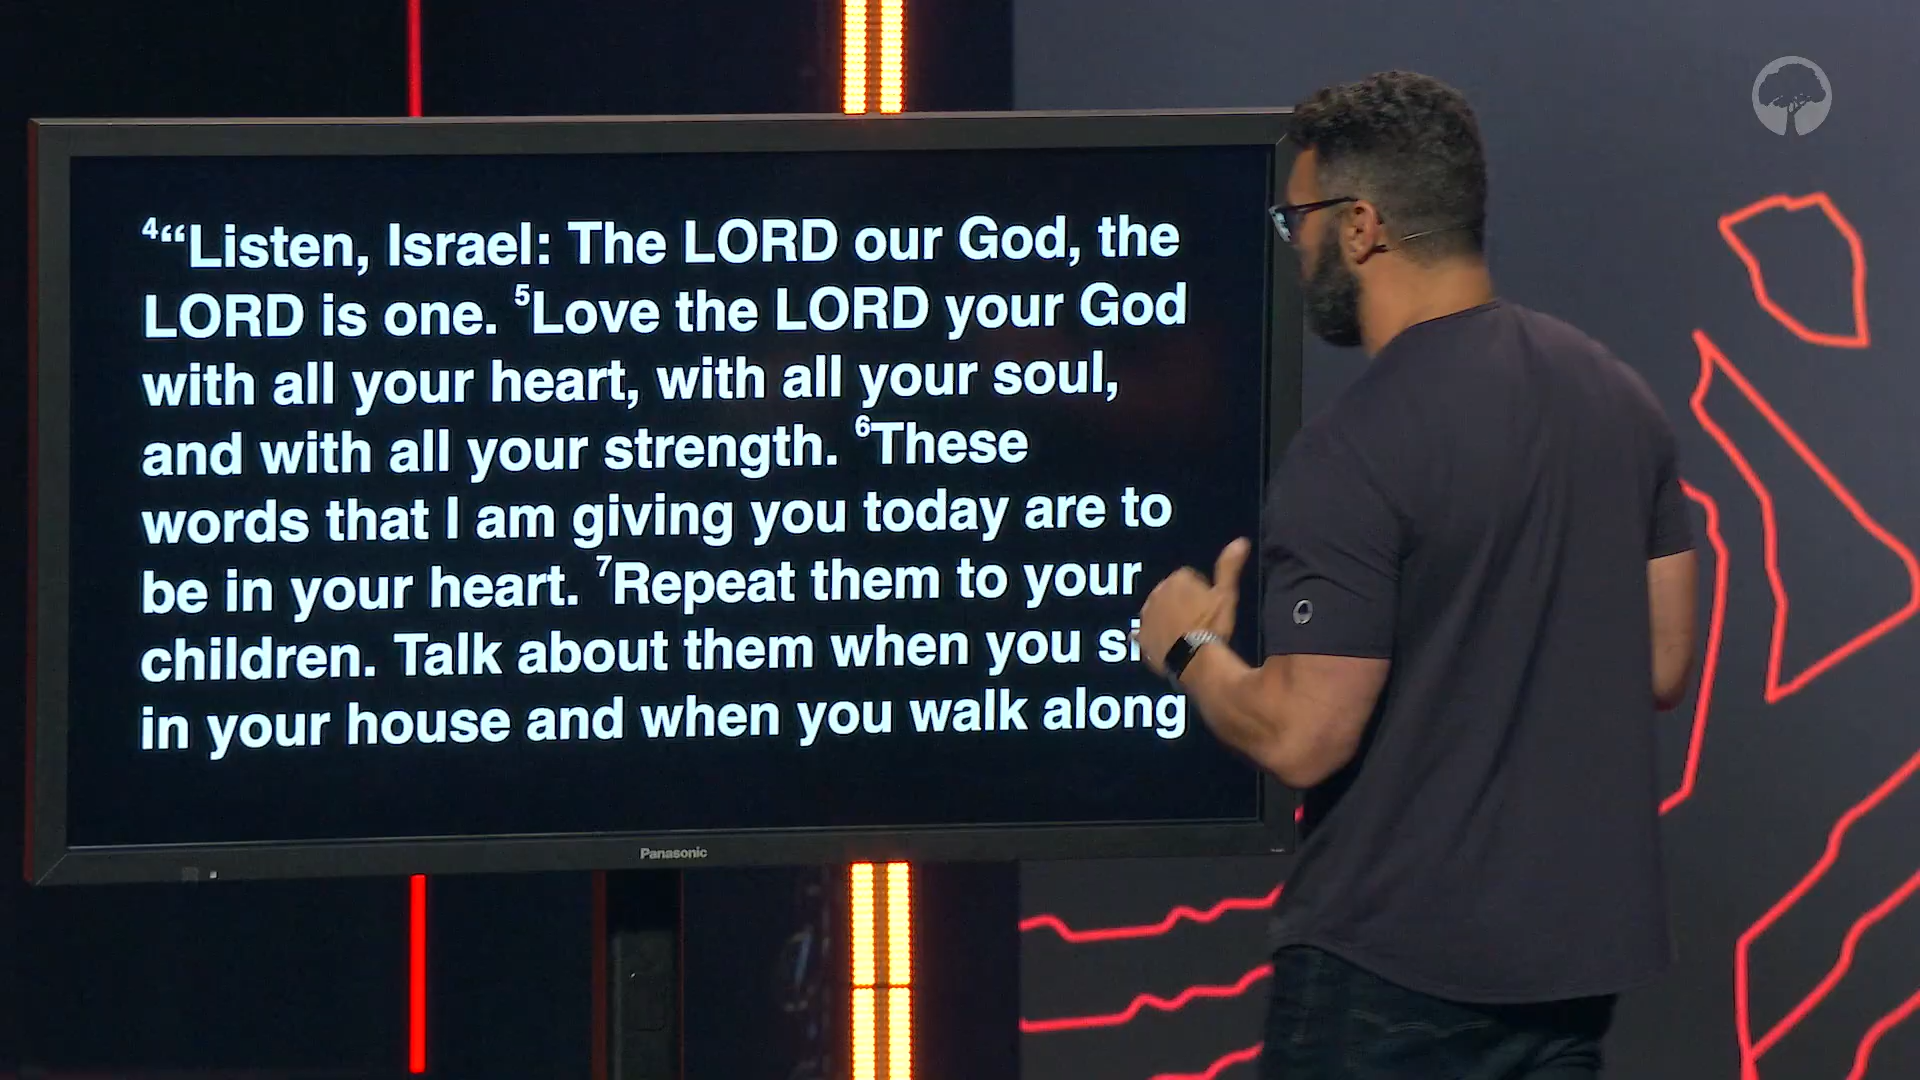 ⁴“Listen, Israel: The LORD our God, the
LORD is one. ⁵Love the LORD your God
with all your heart, with all your soul,
and with all your strength. ⁶These
words that I am giving you today are to
be in your heart. ⁷Repeat them to your
children. Talk about them when you
in your house and when you walk along
Panasonic